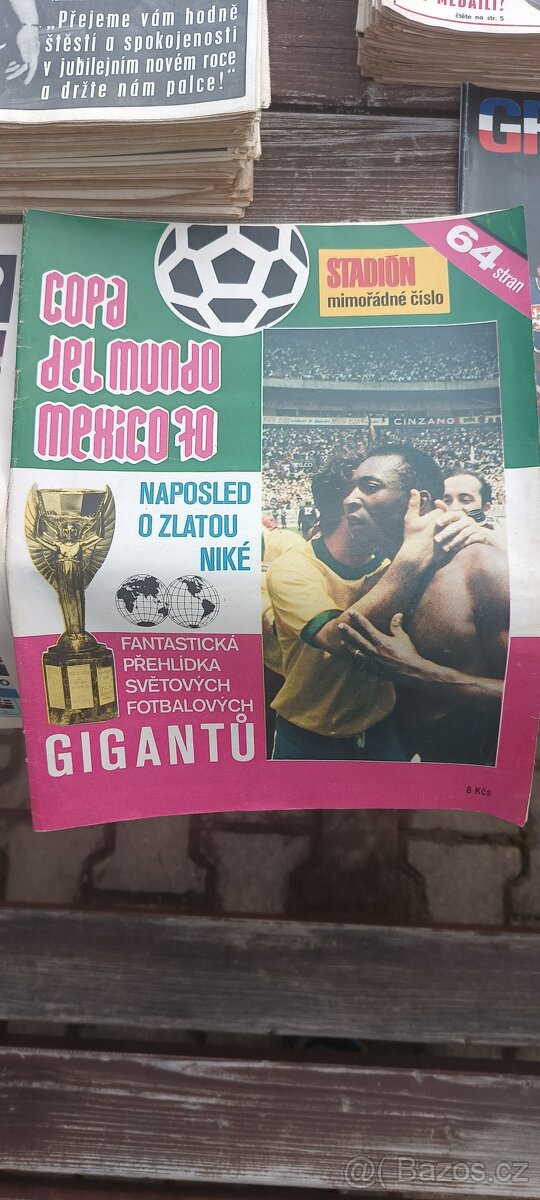 „Přejeme vám hodně
štěstí a spokojenosti
v jubilejním novém roce
a držte nám palce!"
MEDAILÍ?
čtěte na str. 5
STADIÓN
mimořádné číslo
64 stran
COPA
del mundo
mexico 70
CINZANO
NAPOSLED
O ZLATOU
NIKÉ
FANTASTICKÁ
PŘEHLÍDKA
SVĚTOVÝCH
FOTBALOVÝCH
GIGANTŮ
8 Kčs
@ Bazos.cz